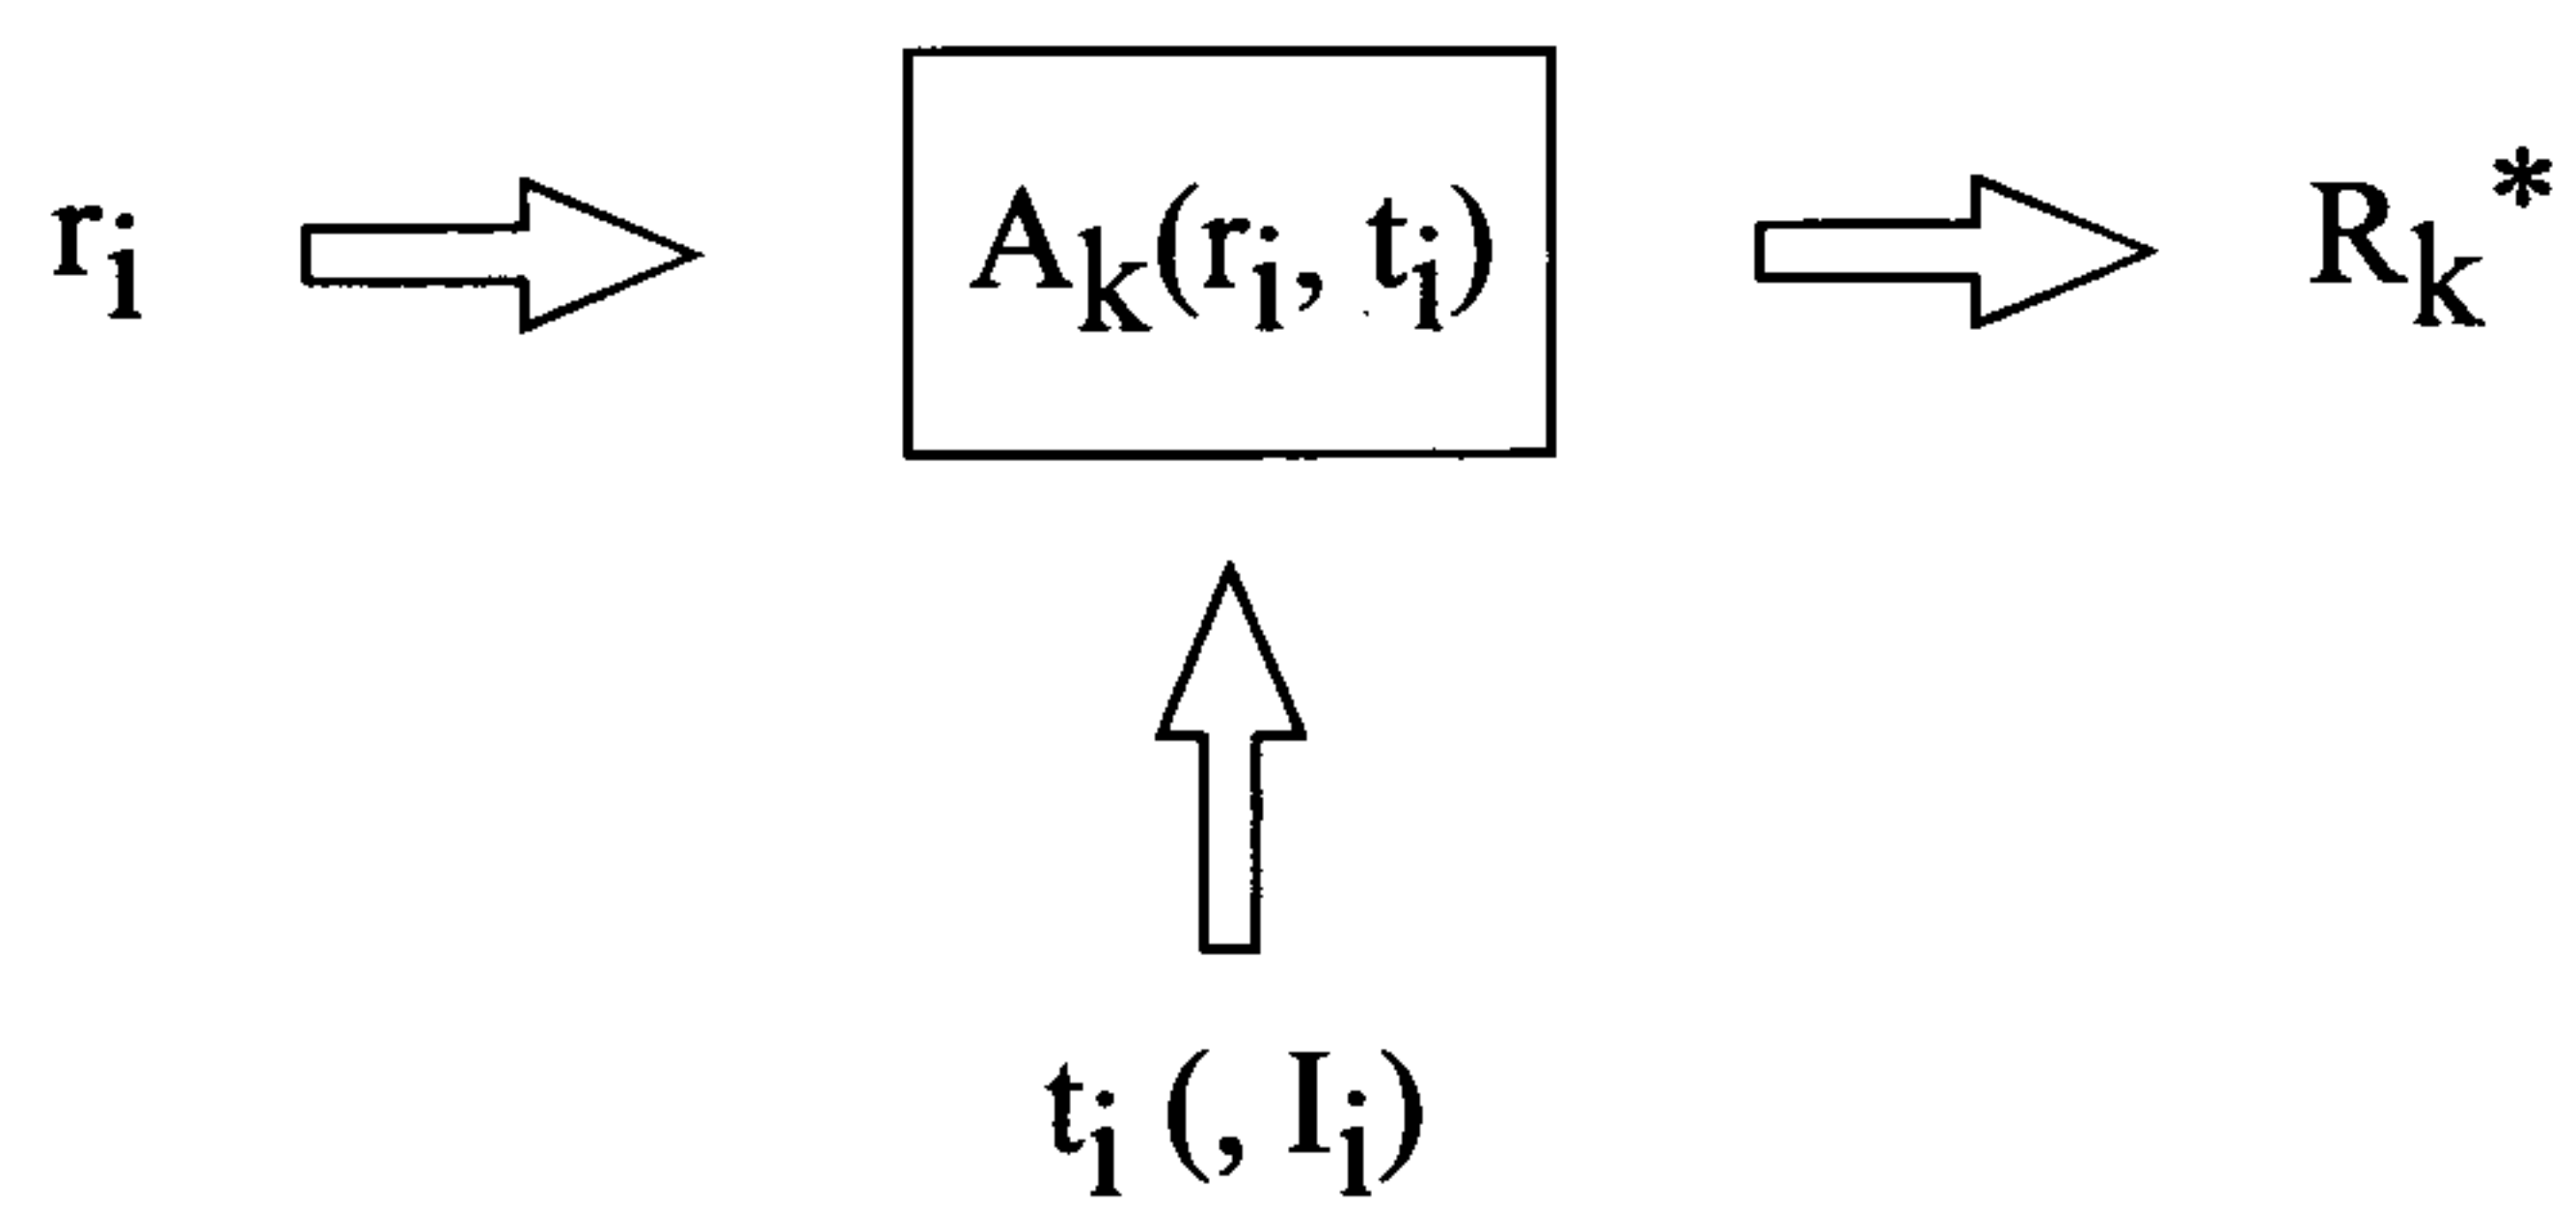 r_i
A_k(r_i, t_i)
R_k*
t_i (, I_i)